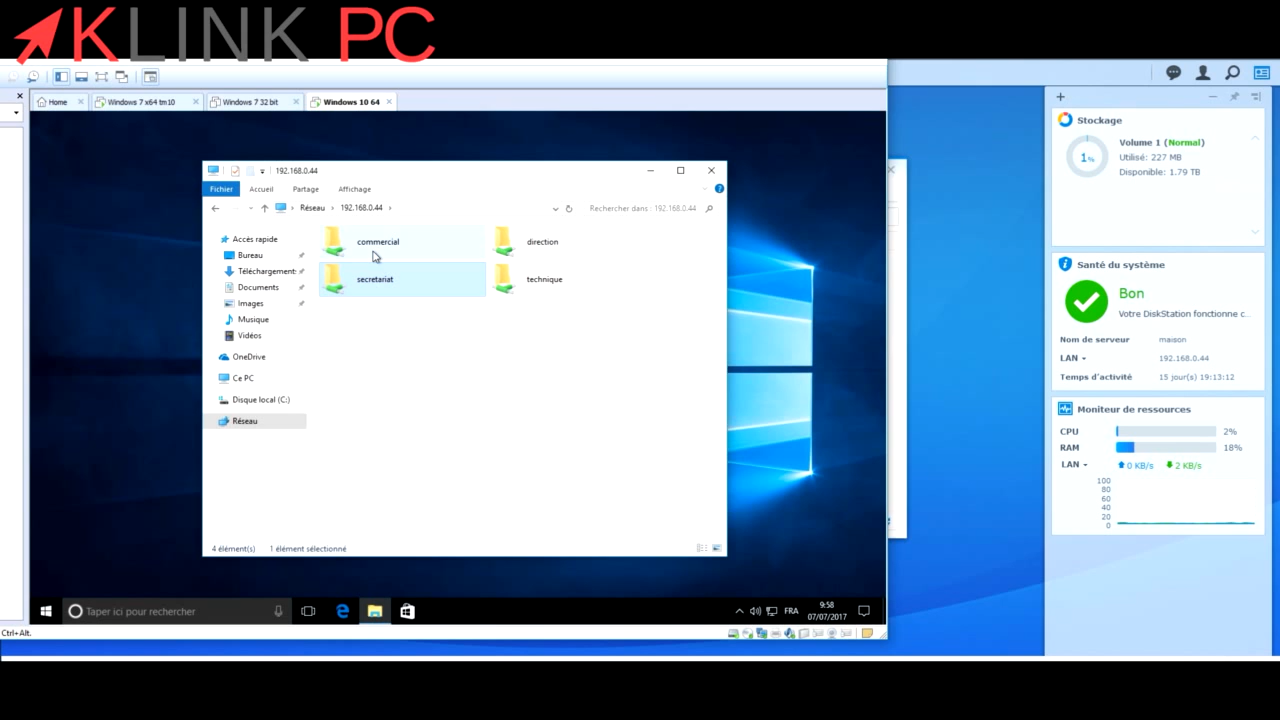 KLINK PC
Home
Windows 7 x64 tm10
Windows 7 32 bit
Windows 10 64
192.168.0.44
Fichier
Accueil
Partage
Affichage
Réseau
192.168.0.44
Rechercher dans : 192.168.0.44
Accès rapide
Bureau
Téléchargement
Documents
Images
Musique
Vidéos
OneDrive
Ce PC
Disque local (C:)
Réseau
commercial
direction
secretariat
technique
4 élément(s)
1 élément sélectionné
Taper ici pour rechercher
FRA
9:58
07/07/2017
Ctrl+Alt.
Stockage
1%
Volume 1 (Normal)
Utilisé: 227 MB
Disponible: 1.79 TB
Santé du système
Bon
Votre DiskStation fonctionne c...
Nom de serveur maison
LAN 192.168.0.44
Temps d'activité 15 jour(s) 19:13:12
Moniteur de ressources
CPU 2%
RAM 18%
LAN 0 KB/s 2 KB/s
100
80
60
40
20
0